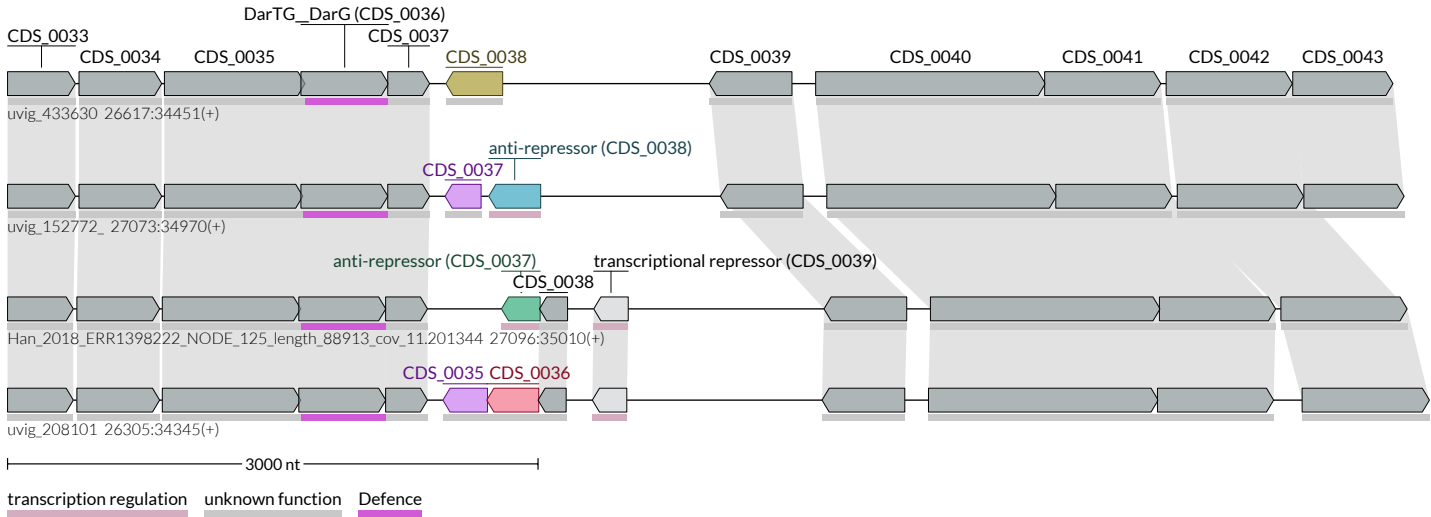 DarTG__DarG (CDS_0036)
CDS_0033 CDS_0037
CDS_0034 CDS_0035 CDS_0038 CDS_0039 CDS_0040 CDS_0041 CDS_0042 CDS_0043
uvig_433630 26617:34451(+)
anti-repressor (CDS_0038)
CDS_0037
uvig_152772_ 27073:34970(+)
anti-repressor (CDS_0037) transcriptional repressor (CDS_0039)
CDS_0038
Han_2018_ERR1398222_NODE_125_length_88913_cov_11.201344 27096:35010(+)
CDS_0035 CDS_0036
uvig_208101 26305:34345(+)
3000 nt
transcription regulation unknown function Defence